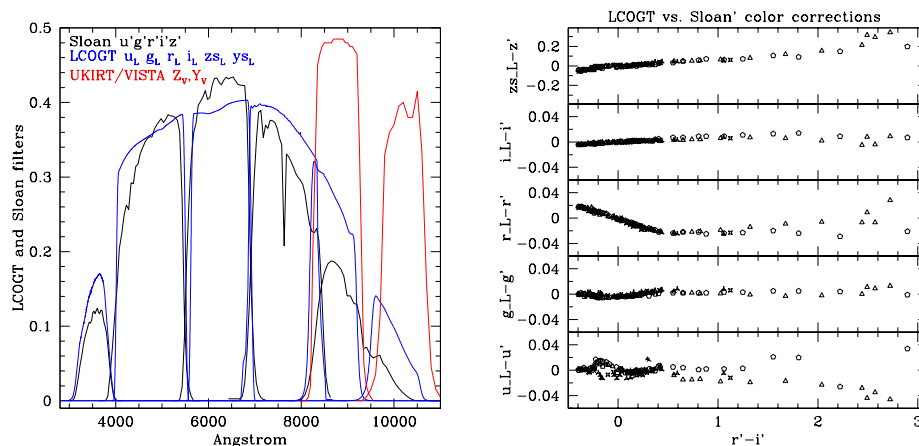 LCOGT vs. Sloan' color corrections
Sloan u'g'r'i'z'
LCOGT u_L g_L r_L i_L zs_L ys_L
UKIRT/VISTA Z_V,Y_V
LCOGT and Sloan filters
0.5
0.4
0.3
0.2
0.1
0
4000 6000 8000 10000
Angstrom
zs_L-z'
0.2
0
-0.2
i_L-i'
0.04
0
-0.04
r_L-r'
0.04
0
-0.04
g_L-g'
0.04
0
-0.04
u_L-u'
0.04
0
-0.04
0 1 2 3
r'-i'